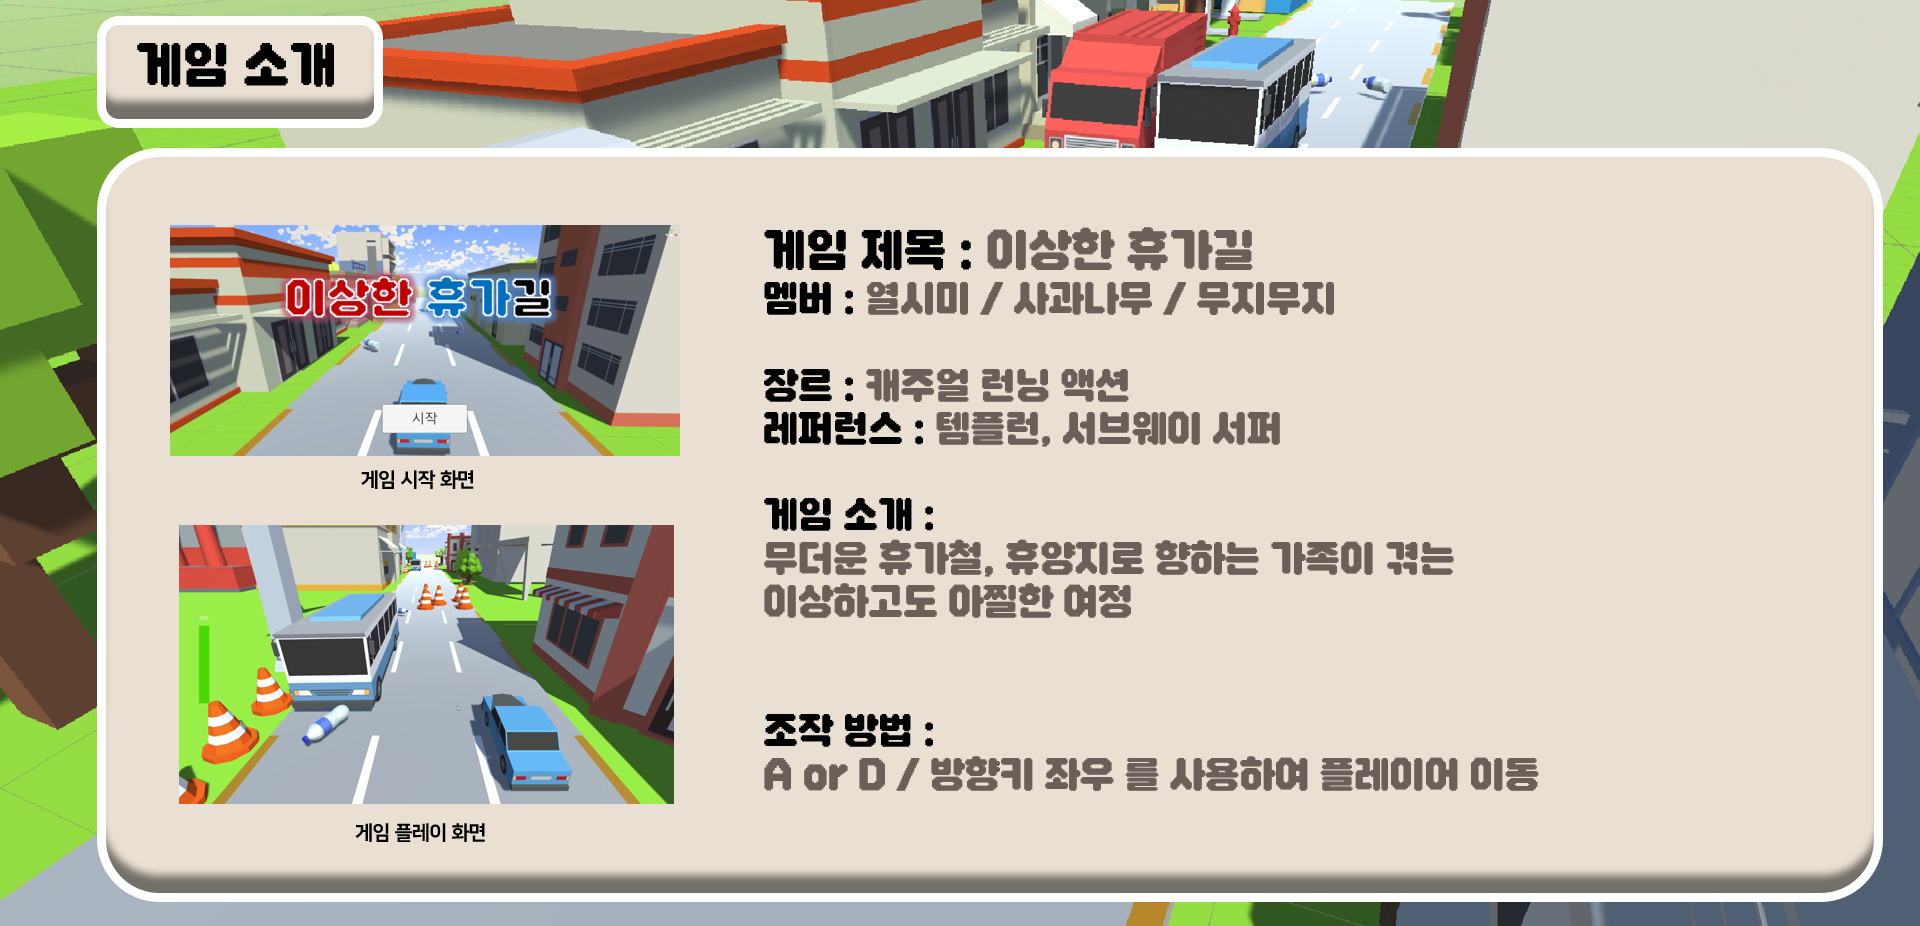 게임 소개
이상한 휴가길
시작
게임 시작 화면
게임 플레이 화면
게임 제목 : 이상한 휴가길
멤버 : 열시미 / 사과나무 / 무지무지
장르 : 캐주얼 런닝 액션
레퍼런스 : 템플런, 서브웨이 서퍼
게임 소개 :
무더운 휴가철, 휴양지로 향하는 가족이 겪는
이상하고도 아찔한 여정
조작 방법 :
A or D / 방향키 좌우 를 사용하여 플레이어 이동